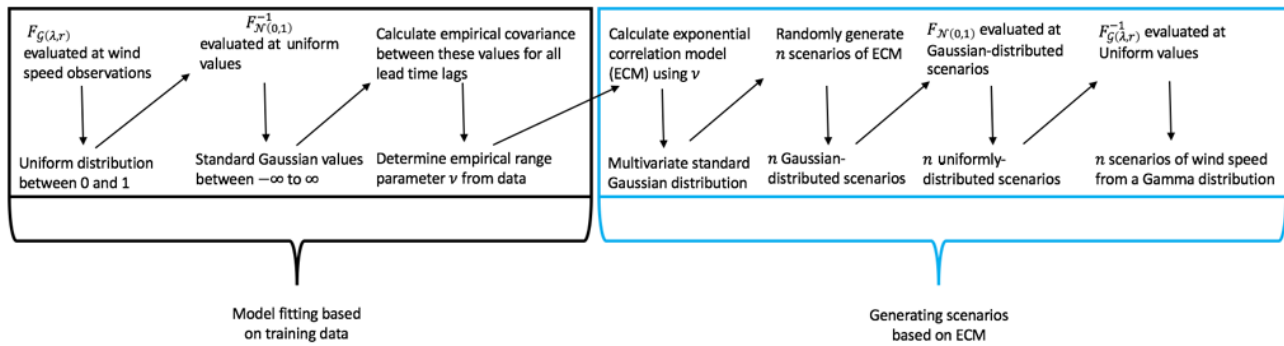 F_{𝒢(λ,r)}
evaluated at wind
speed observations
Uniform distribution
between 0 and 1
F^{-1}_{𝒩(0,1)}
evaluated at uniform
values
Standard Gaussian values
between −∞ to ∞
Calculate empirical covariance
between these values for all
lead time lags
Determine empirical range
parameter ν from data
Calculate exponential
correlation model
(ECM) using ν
Multivariate standard
Gaussian distribution
Randomly generate
n scenarios of ECM
n Gaussian-
distributed scenarios
F_{𝒩(0,1)} evaluated at
Gaussian-distributed
scenarios
n uniformly-
distributed scenarios
F^{-1}_{𝒢(λ,r)} evaluated at
Uniform values
n scenarios of wind speed
from a Gamma distribution
Model fitting based
on training data
Generating scenarios
based on ECM